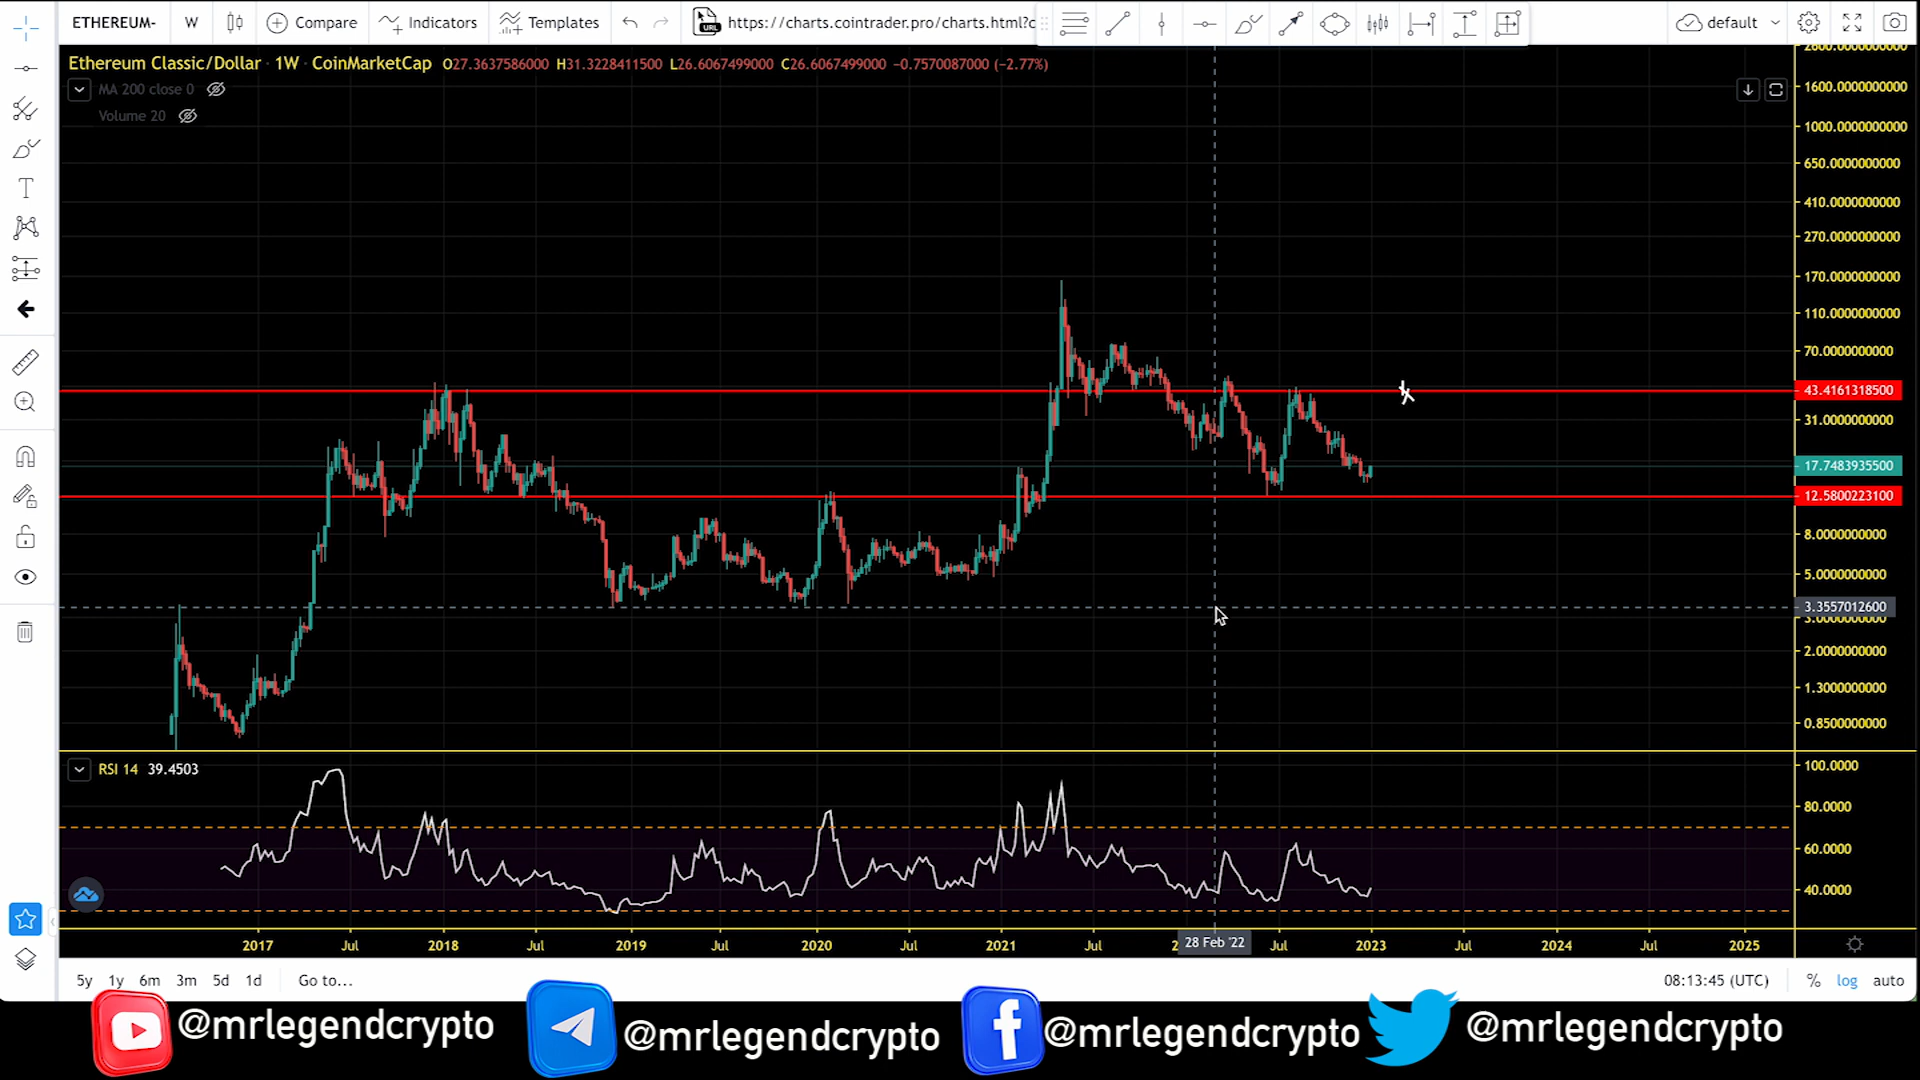 ETHEREUM- W Compare Indicators Templates https://charts.cointrader.pro/charts.html?c default
Ethereum Classic/Dollar · 1W · CoinMarketCap O27.3637586000 H31.3228411500 L26.6067499000 C26.6067499000 −0.7570087000 (−2.77%)
MA 200 close 0
Volume 20
2600.0000000000
1600.0000000000
1000.0000000000
650.0000000000
410.0000000000
270.0000000000
170.0000000000
110.0000000000
70.0000000000
43.4161318500
31.0000000000
17.7483935500
12.5800223100
8.0000000000
5.0000000000
3.3557012600
3.0000000000
2.0000000000
1.3000000000
0.8500000000
RSI 14 39.4503
100.0000
80.0000
60.0000
40.0000
2017 Jul 2018 Jul 2019 Jul 2020 Jul 2021 Jul 2 28 Feb '22 Jul 2023 Jul 2024 Jul 2025
5y 1y 6m 3m 5d 1d Go to... 08:13:45 (UTC) % log auto
URL
@mrlegendcrypto @mrlegendcrypto @mrlegendcrypto @mrlegendcrypto